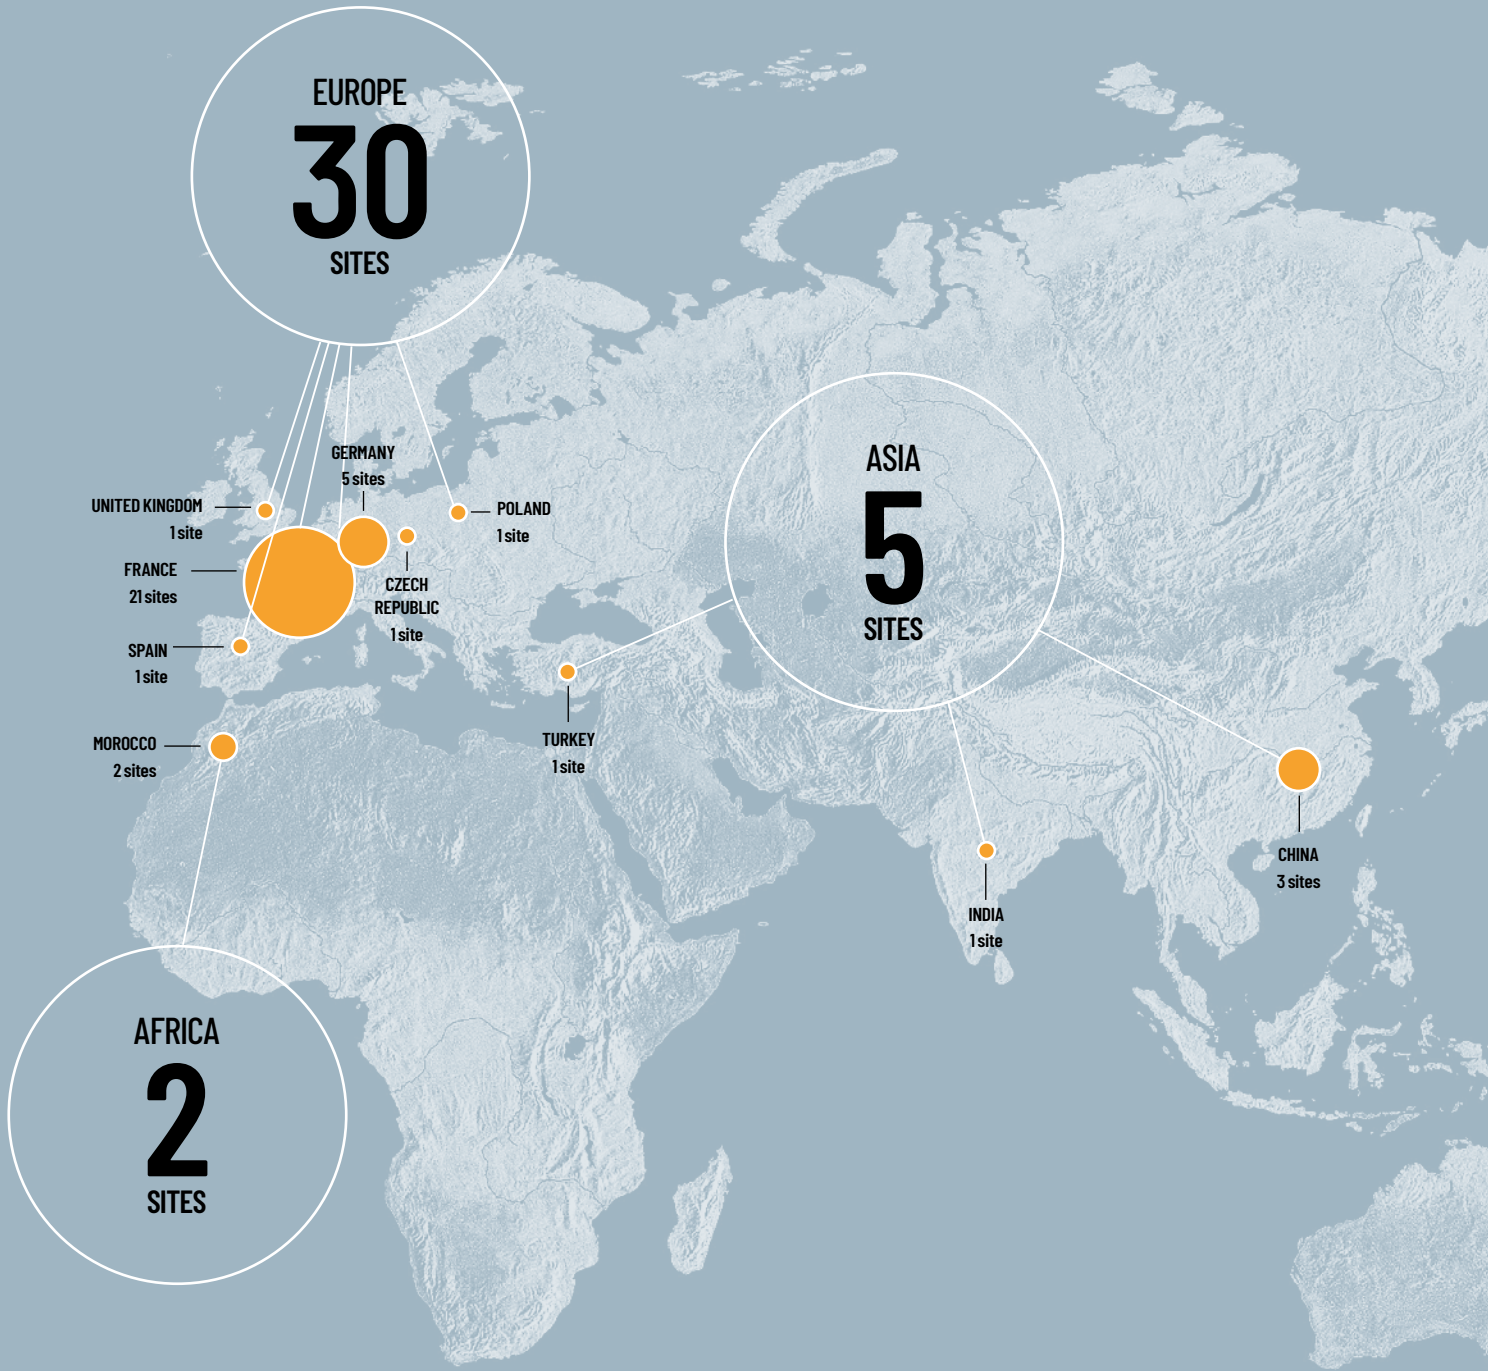 EUROPE
30
SITES
GERMANY
5 sites
UNITED KINGDOM
1 site
POLAND
1 site
FRANCE
21 sites
CZECH
REPUBLIC
1 site
SPAIN
1 site
MOROCCO
2 sites
TURKEY
1 site
ASIA
5
SITES
CHINA
3 sites
INDIA
1 site
AFRICA
2
SITES